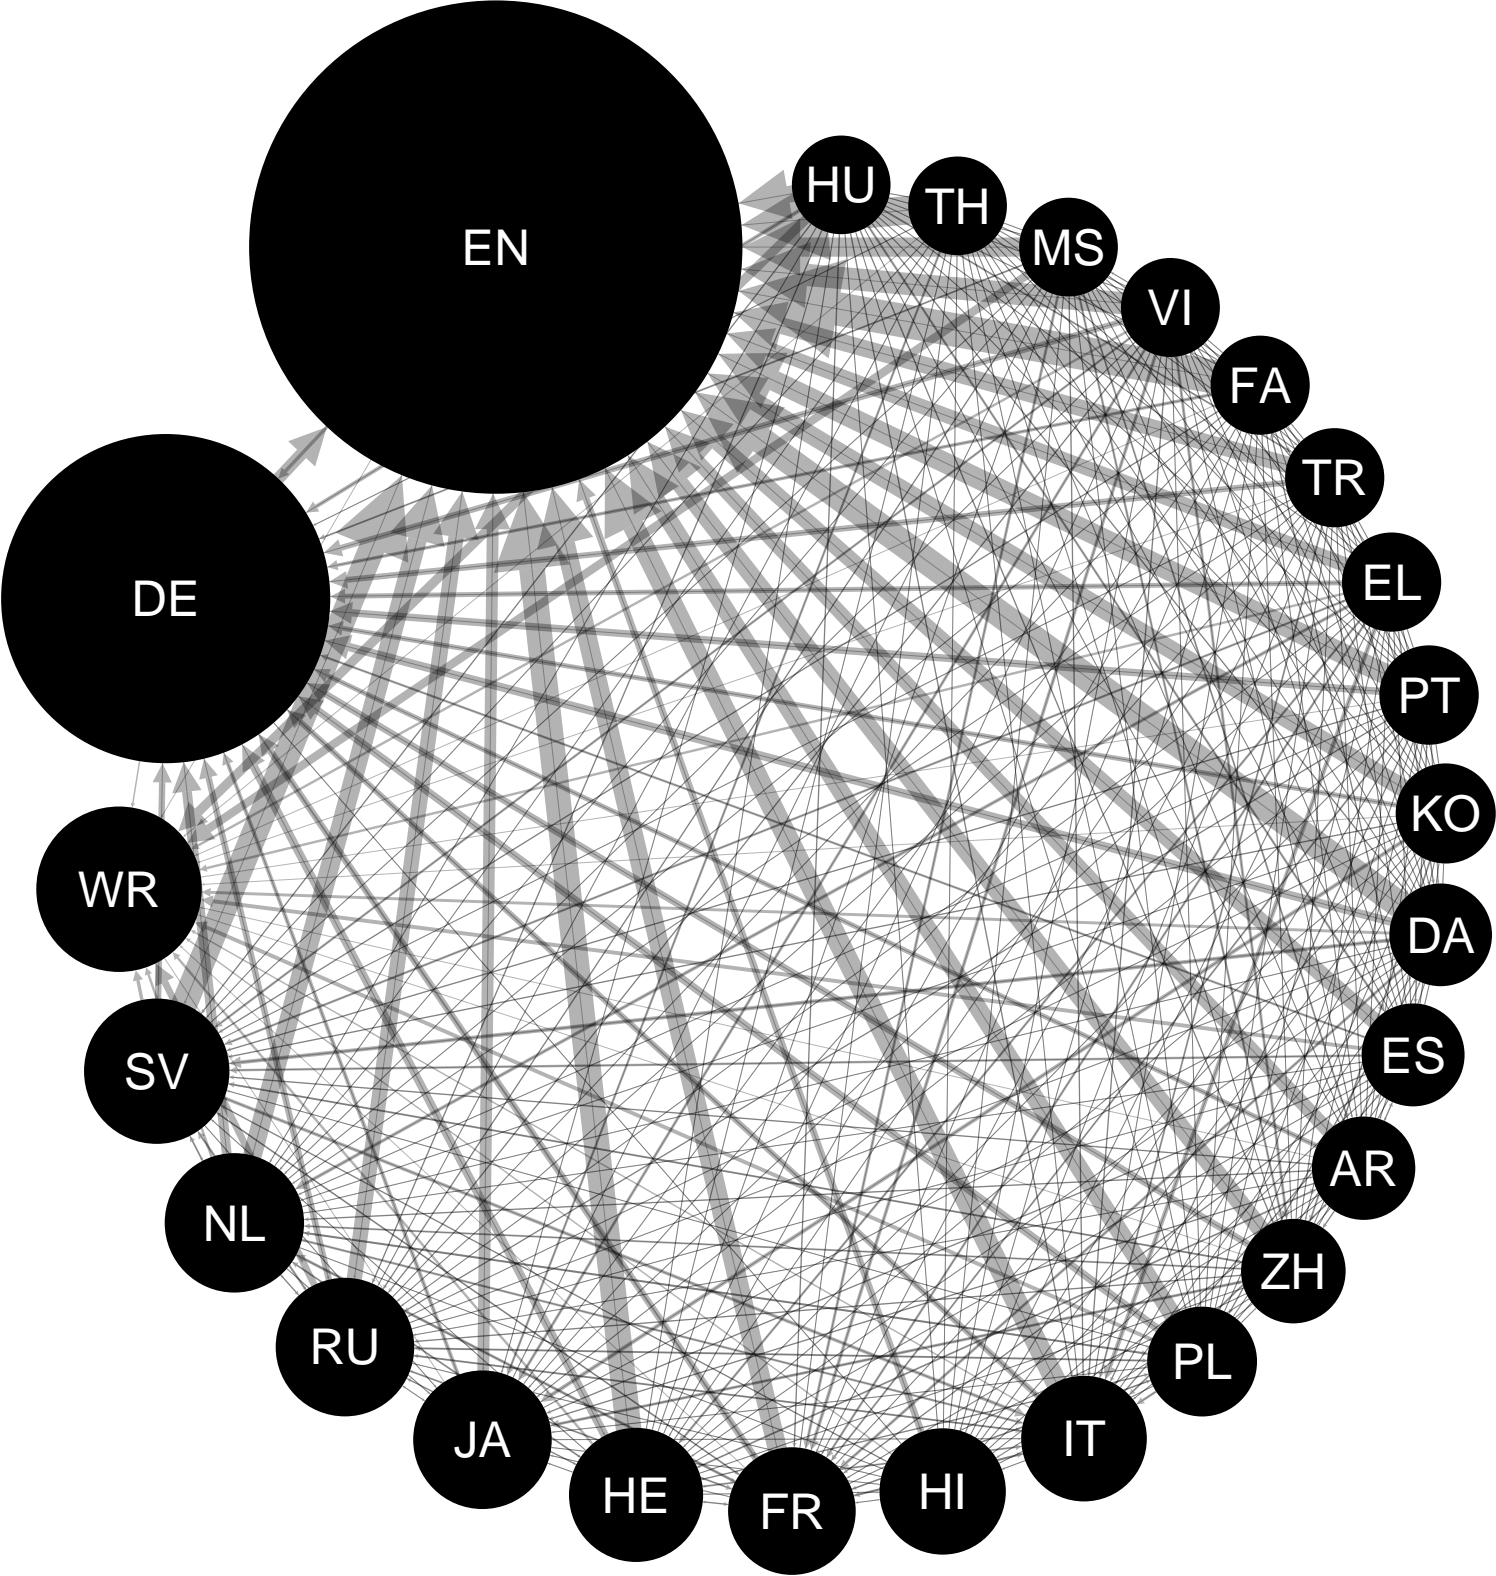 EN
HU
TH
MS
VI
FA
TR
EL
PT
KO
DA
ES
AR
ZH
PL
IT
HI
FR
HE
JA
RU
NL
SV
WR
DE